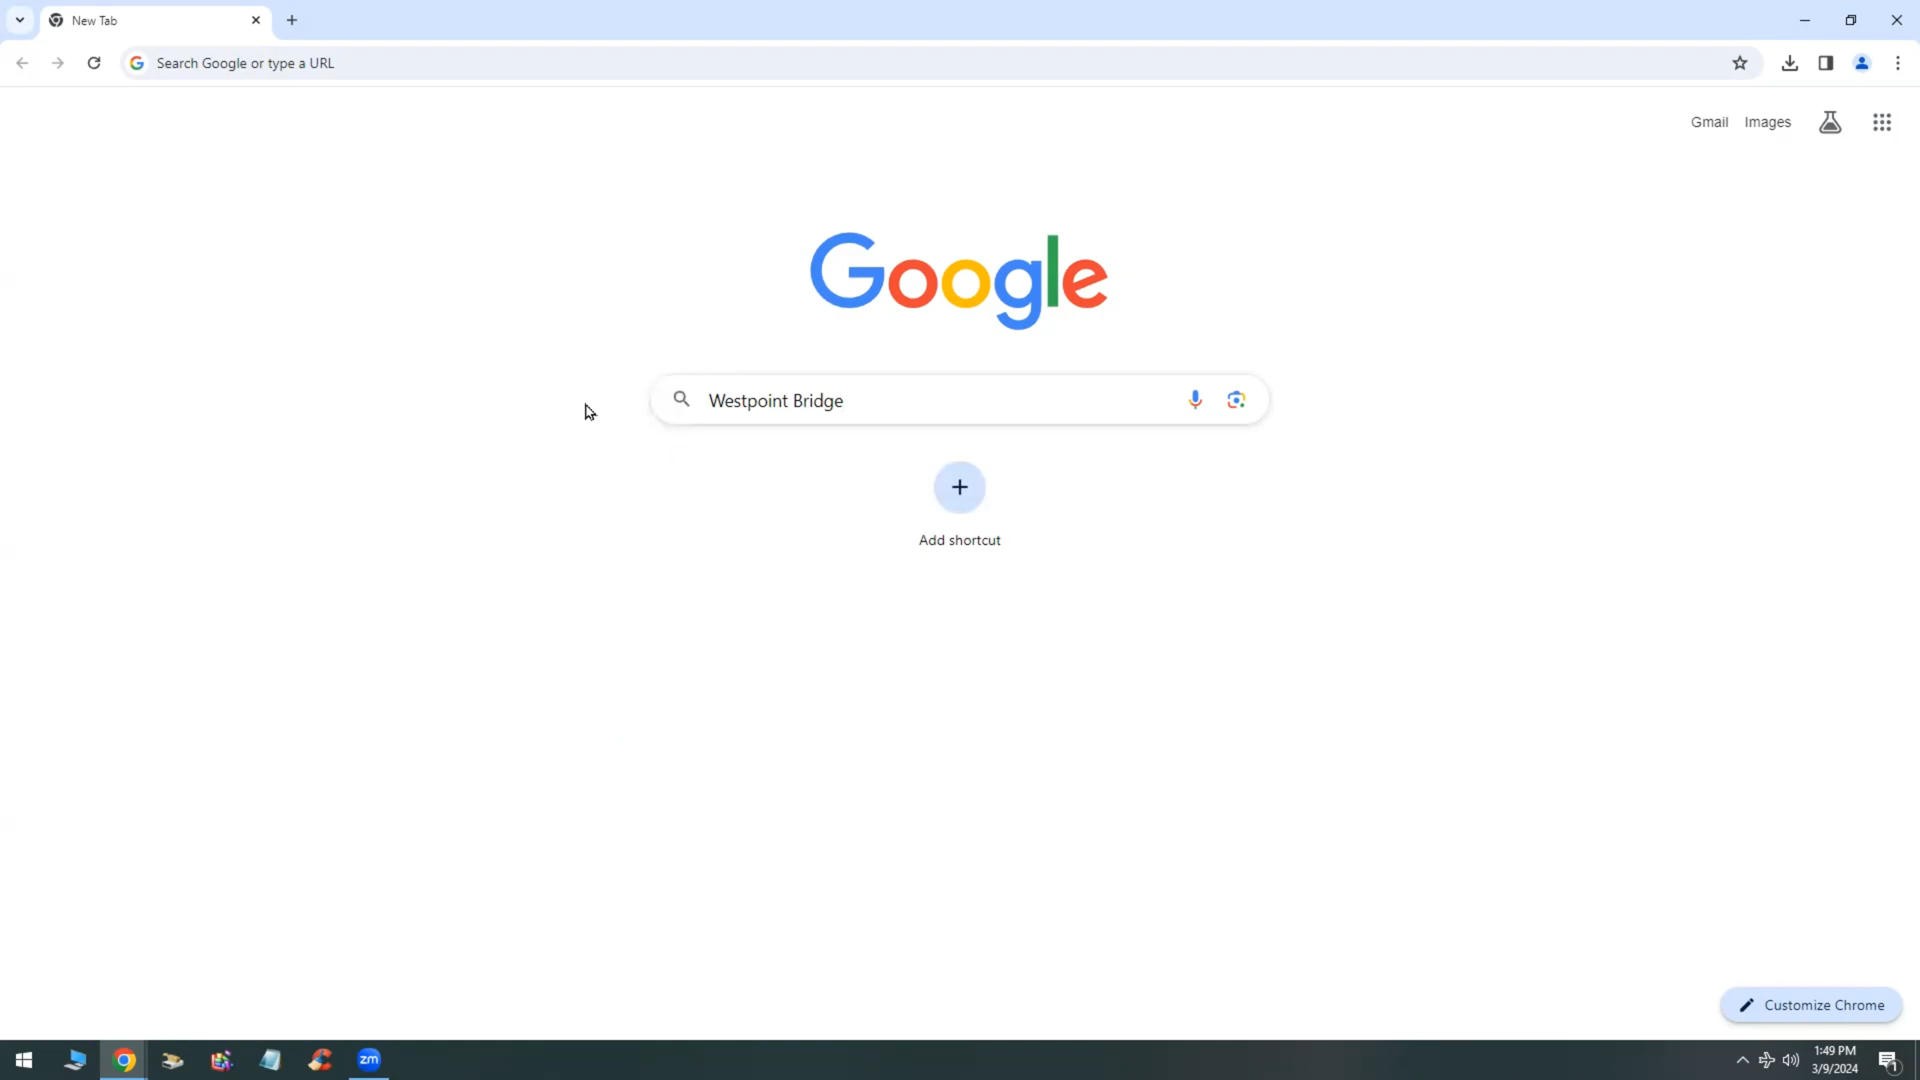 New Tab
Search Google or type a URL
Gmail Images
Google
Westpoint Bridge
Add shortcut
Customize Chrome
zm
1:49 PM
3/9/2024
1